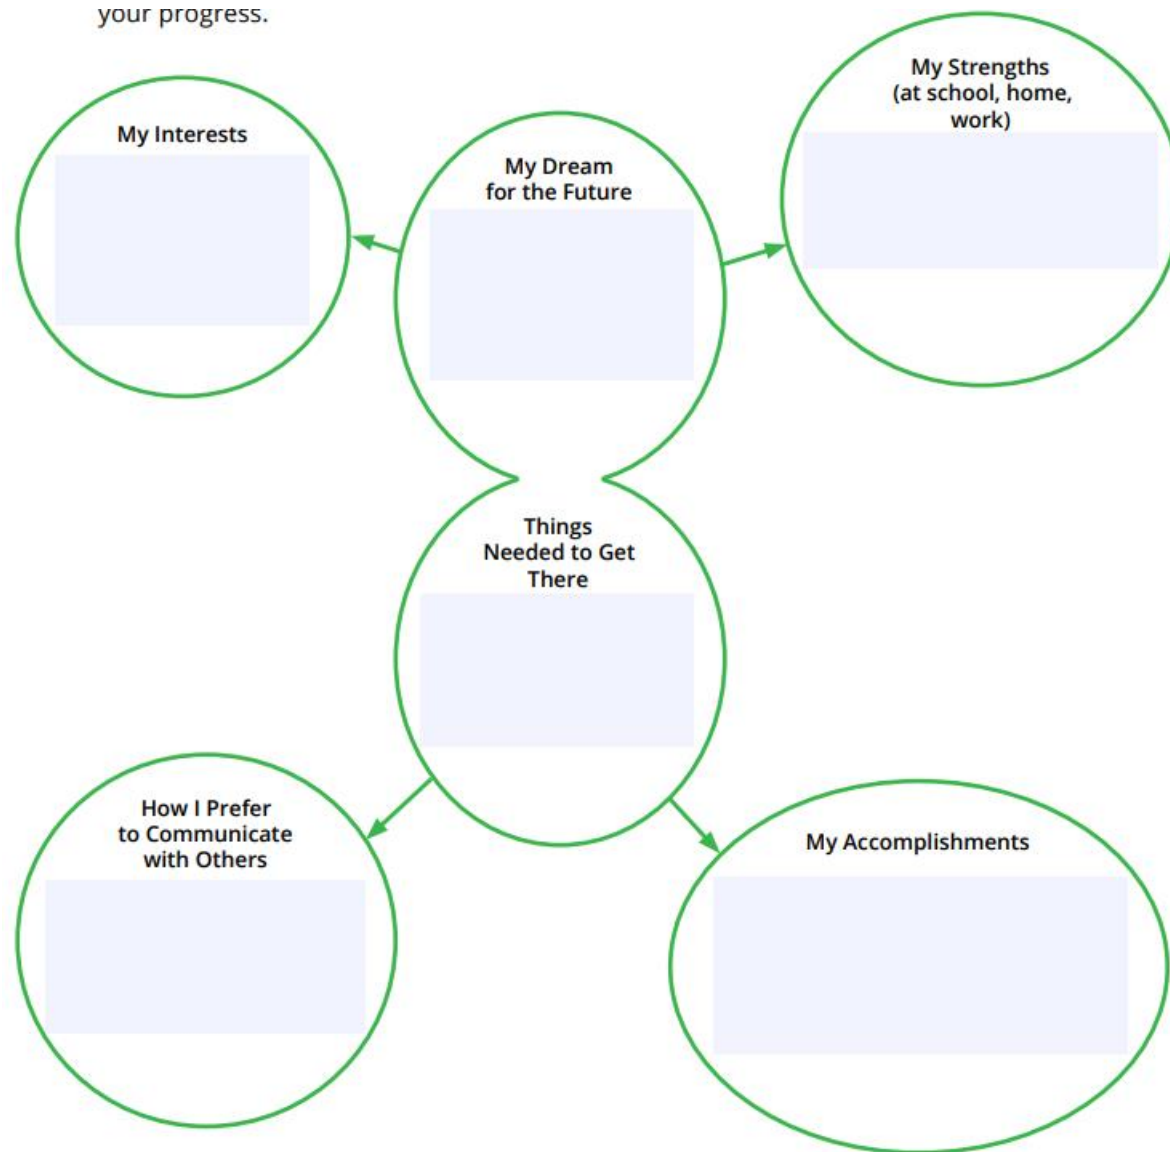 your progress.
My Interests
My Dream
for the Future
My Strengths
(at school, home,
work)
Things
Needed to Get
There
How I Prefer
to Communicate
with Others
My Accomplishments